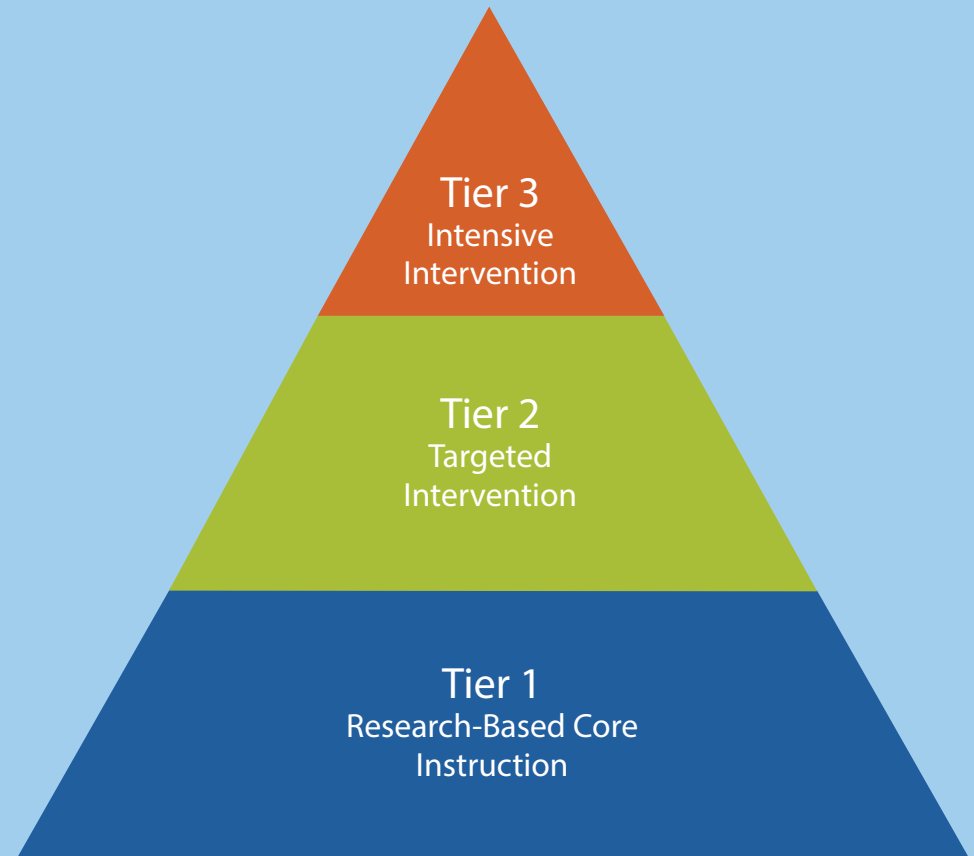 Tier 3
Intensive
Intervention
Tier 2
Targeted
Intervention
Tier 1
Research-Based Core
Instruction